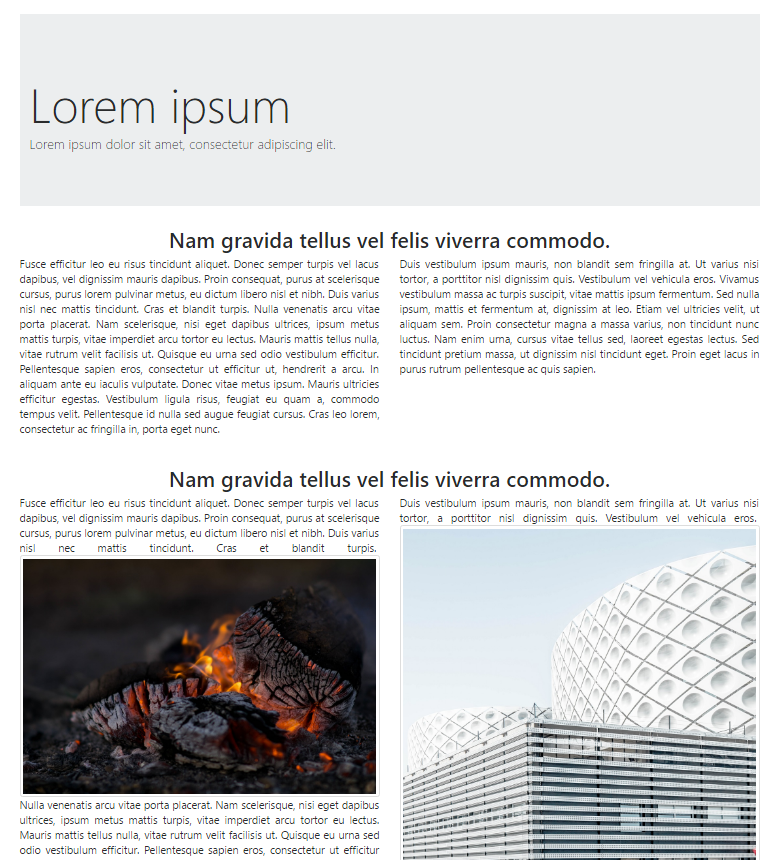 Lorem ipsum
Lorem ipsum dolor sit amet, consectetur adipiscing elit.
Nam gravida tellus vel felis viverra commodo.
Fusce efficitur leo eu risus tincidunt aliquet. Donec semper turpis vel lacus
dapibus, vel dignissim mauris dapibus. Proin consequat, purus at scelerisque
cursus, purus lorem pulvinar metus, eu dictum libero nisl et nibh. Duis varius
nisl nec mattis tincidunt. Cras et blandit turpis. Nulla venenatis arcu vitae
porta placerat. Nam scelerisque, nisi eget dapibus ultrices, ipsum metus
mattis turpis, vitae imperdiet arcu tortor eu lectus. Mauris mattis tellus nulla,
vitae rutrum velit facilisis ut. Quisque eu urna sed odio vestibulum efficitur.
Pellentesque sapien eros, consectetur ut efficitur ut, hendrerit a arcu. In
aliquam ante eu iaculis vulputate. Donec vitae metus ipsum. Mauris ultricies
efficitur egestas. Vestibulum ligula risus, feugiat eu quam a, commodo
tempus velit. Pellentesque id nulla sed augue feugiat cursus. Cras leo lorem,
consectetur ac fringilla in, porta eget nunc.
Duis vestibulum ipsum mauris, non blandit sem fringilla at. Ut varius nisi
tortor, a porttitor nisl dignissim quis. Vestibulum vel vehicula eros. Vivamus
vestibulum massa ac turpis suscipit, vitae mattis ipsum fermentum. Sed nulla
ipsum, mattis et fermentum at, dignissim at leo. Etiam vel ultricies velit, ut
aliquam sem. Proin consectetur magna a massa varius, non tincidunt nunc
luctus. Nam enim urna, cursus vitae tellus sed, laoreet egestas lectus. Sed
tincidunt pretium massa, ut dignissim nisl tincidunt eget. Proin eget lacus in
purus rutrum pellentesque ac quis sapien.
Nam gravida tellus vel felis viverra commodo.
Fusce efficitur leo eu risus tincidunt aliquet. Donec semper turpis vel lacus
dapibus, vel dignissim mauris dapibus. Proin consequat, purus at scelerisque
cursus, purus lorem pulvinar metus, eu dictum libero nisl et nibh. Duis varius
nisl nec mattis tincidunt. Cras et blandit turpis.
Nulla venenatis arcu vitae porta placerat. Nam scelerisque, nisi eget dapibus
ultrices, ipsum metus mattis turpis, vitae imperdiet arcu tortor eu lectus.
Mauris mattis tellus nulla, vitae rutrum velit facilisis ut. Quisque eu urna sed
odio vestibulum efficitur. Pellentesque sapien eros, consectetur ut efficitur
Duis vestibulum ipsum mauris, non blandit sem fringilla at. Ut varius nisi
tortor, a porttitor nisl dignissim quis. Vestibulum vel vehicula eros.